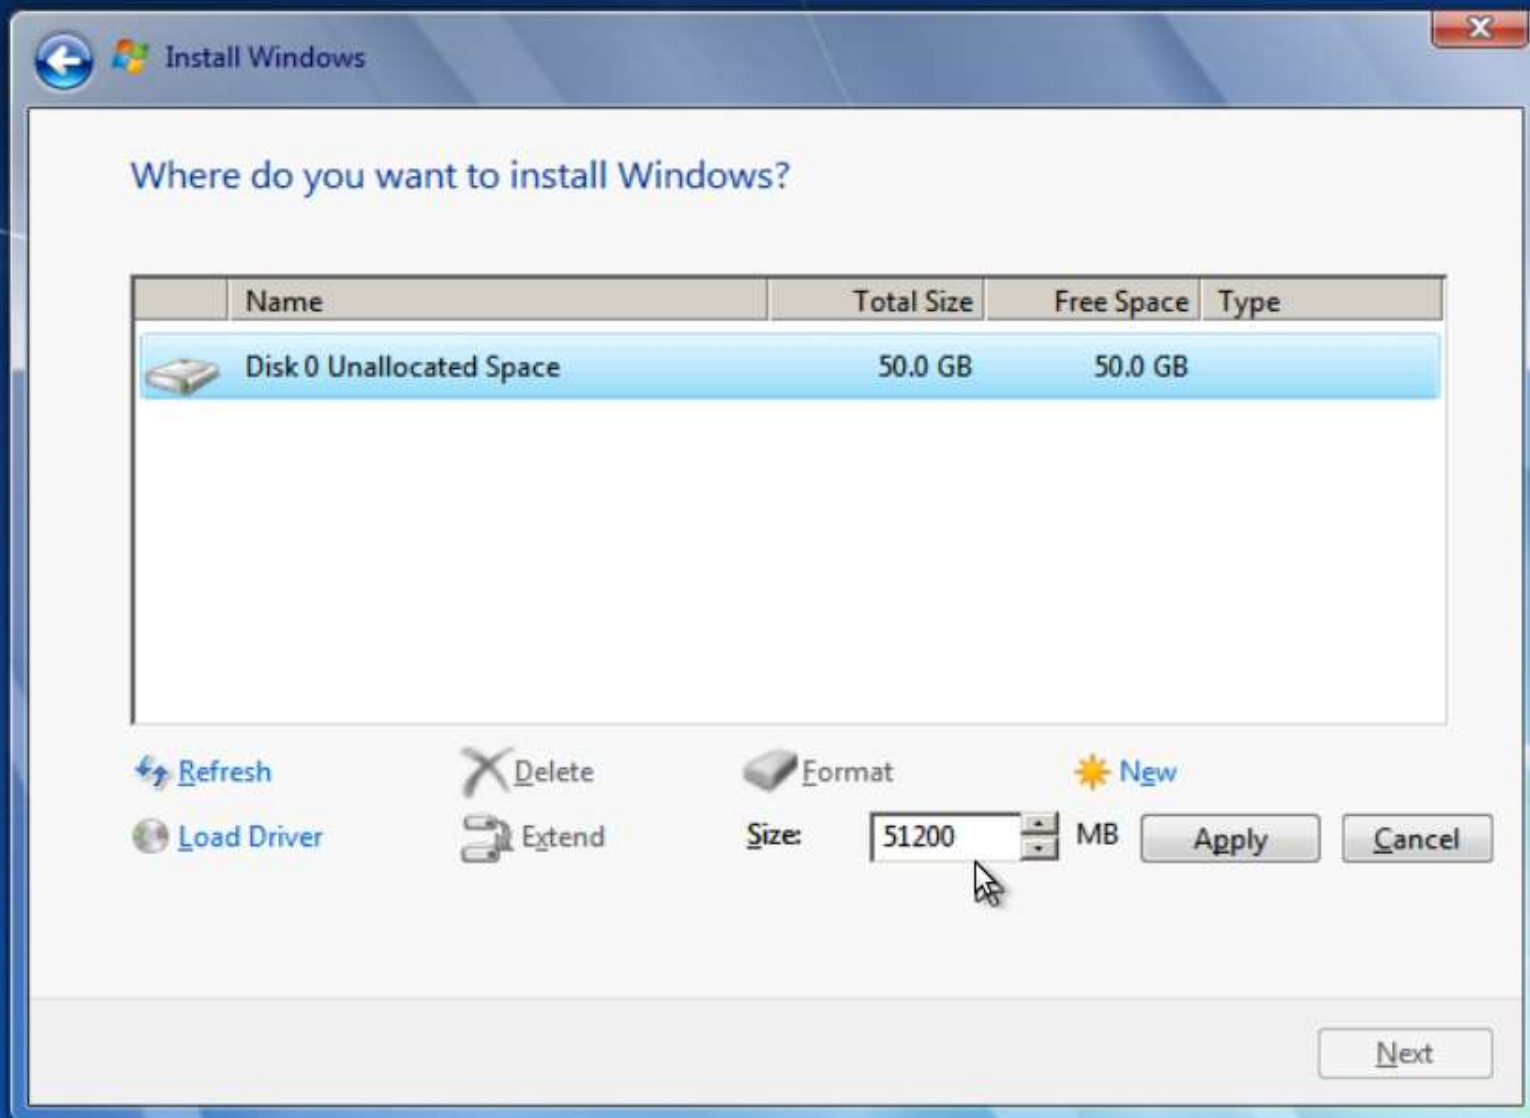 Install Windows
Where do you want to install Windows?
Name Total Size Free Space Type
Disk 0 Unallocated Space 50.0 GB 50.0 GB
Refresh Delete Format New
Load Driver Extend Size: 51200 MB Apply Cancel
Next